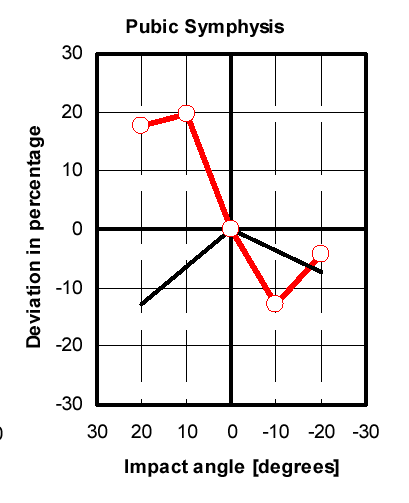 Pubic Symphysis
30
20
10
0
-10
-20
-30
30 20 10 0 -10 -20 -30
Deviation in percentage
Impact angle [degrees]